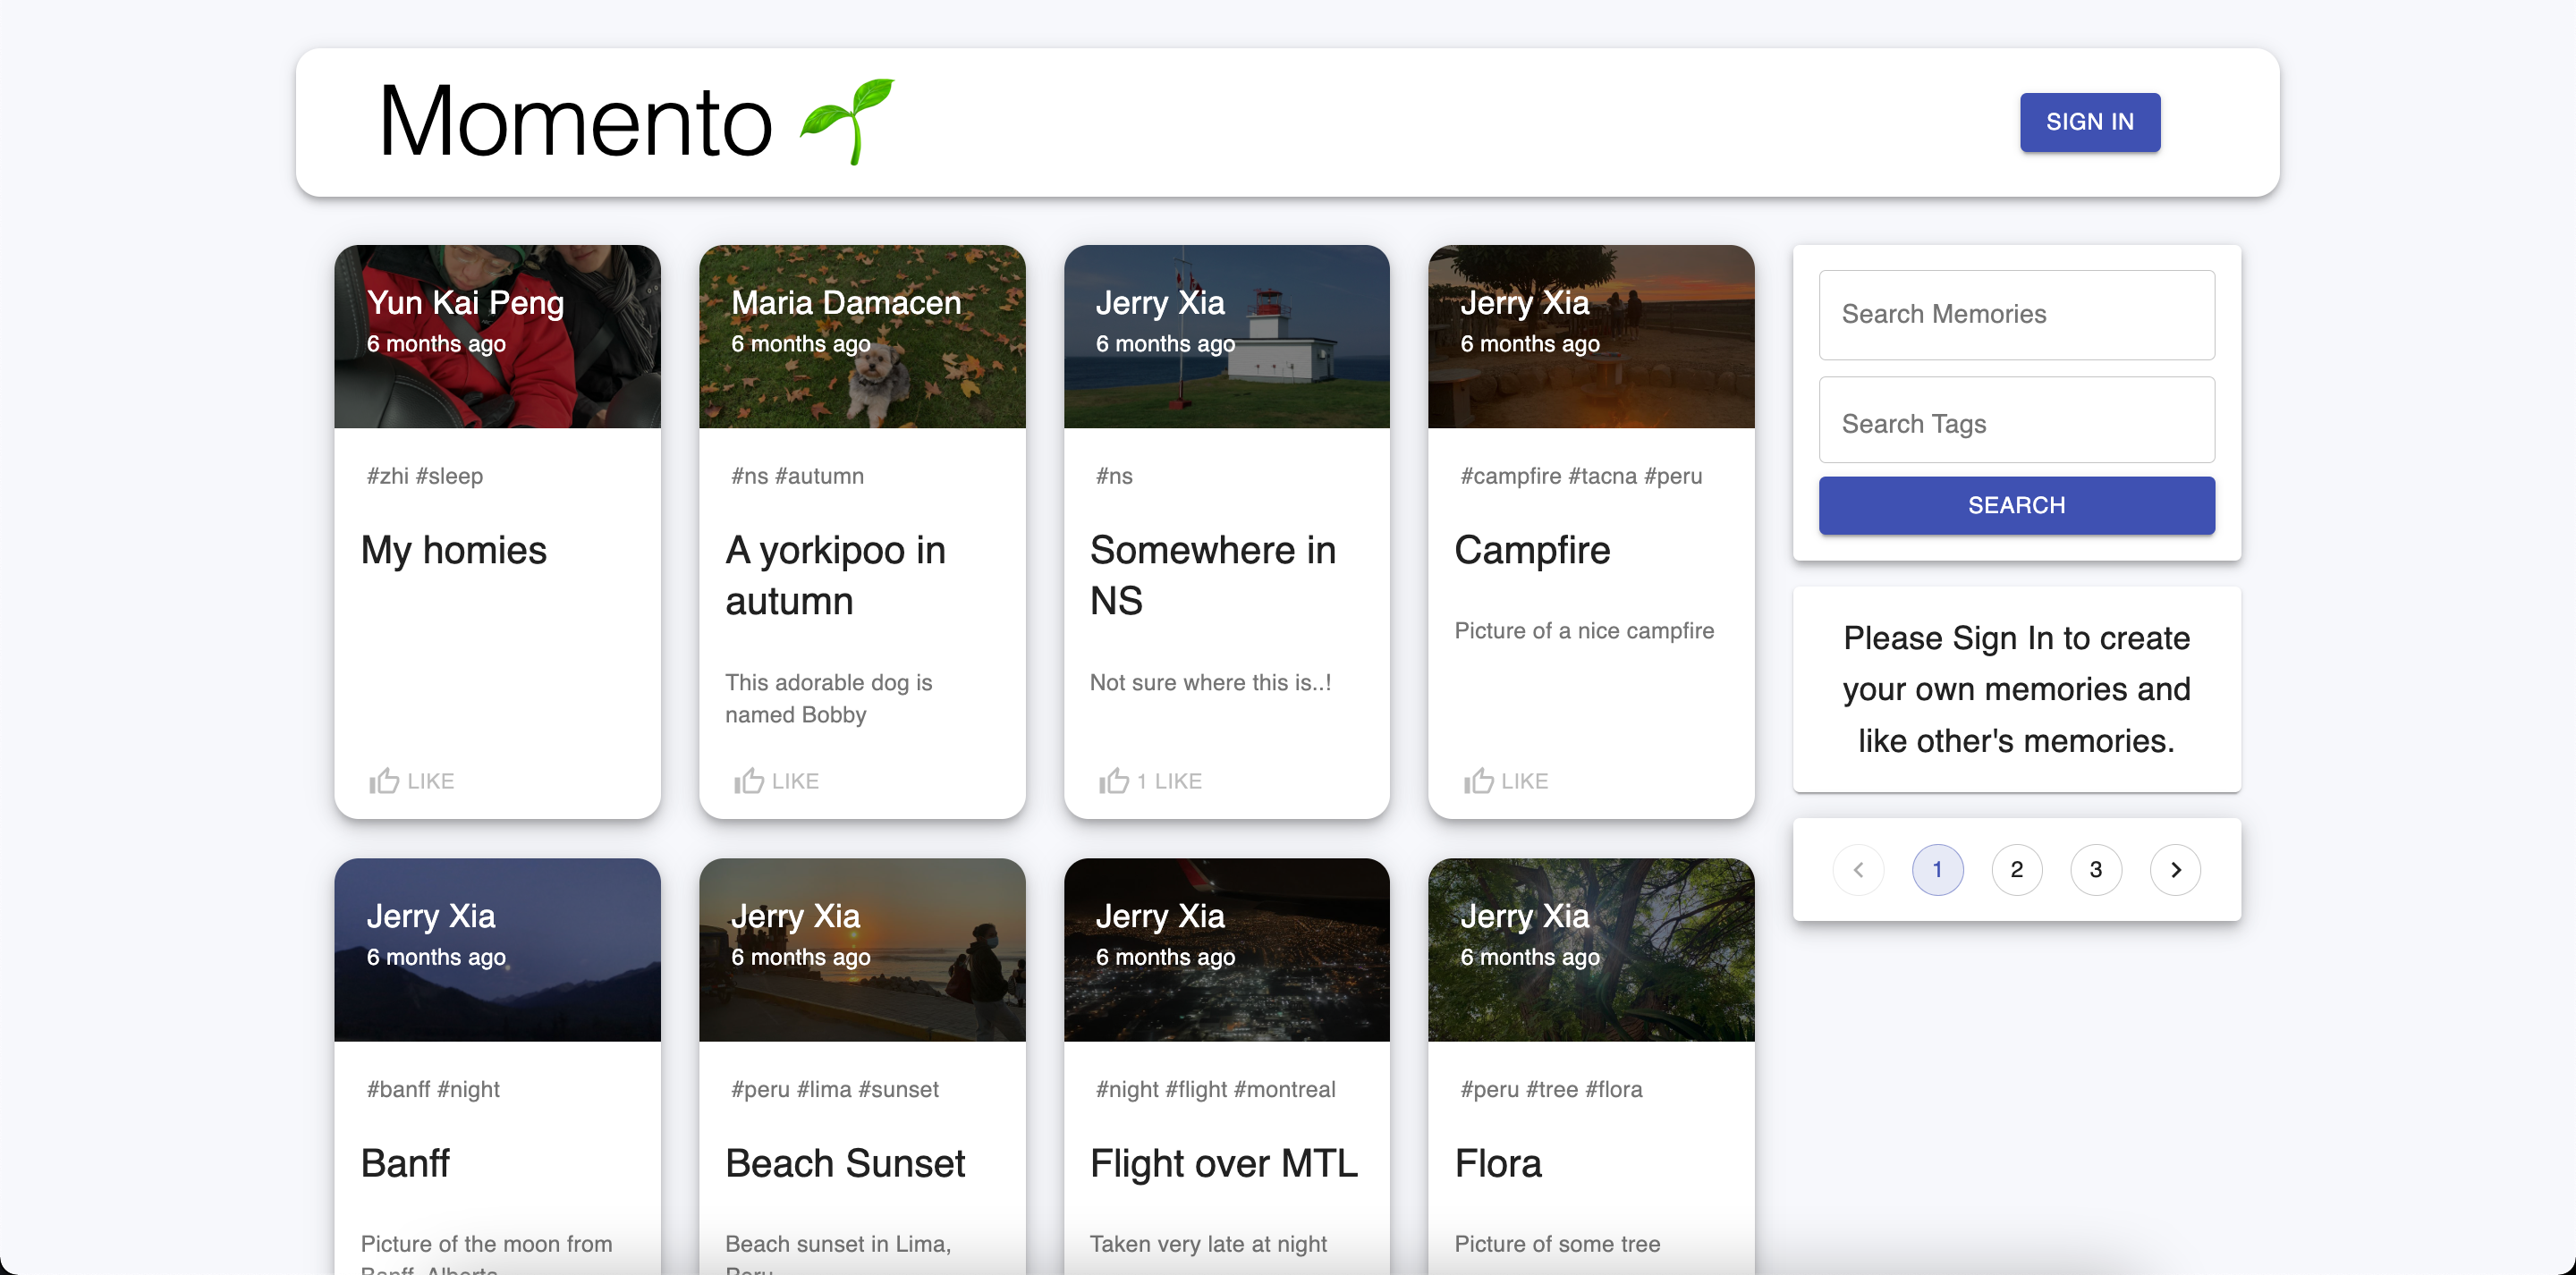 Momento 🌱
SIGN IN
Yun Kai Peng
6 months ago
#zhi #sleep
My homies
LIKE
Maria Damacen
6 months ago
#ns #autumn
A yorkipoo in
autumn
This adorable dog is
named Bobby
LIKE
Jerry Xia
6 months ago
#ns
Somewhere in
NS
Not sure where this is..!
1 LIKE
Jerry Xia
6 months ago
#campfire #tacna #peru
Campfire
Picture of a nice campfire
LIKE
Jerry Xia
6 months ago
#banff #night
Banff
Picture of the moon from
Banff, Alberta
Jerry Xia
6 months ago
#peru #lima #sunset
Beach Sunset
Beach sunset in Lima,
Peru
Jerry Xia
6 months ago
#night #flight #montreal
Flight over MTL
Taken very late at night
Jerry Xia
6 months ago
#peru #tree #flora
Flora
Picture of some tree
Search Memories
Search Tags
SEARCH
Please Sign In to create
your own memories and
like other's memories.
1 2 3